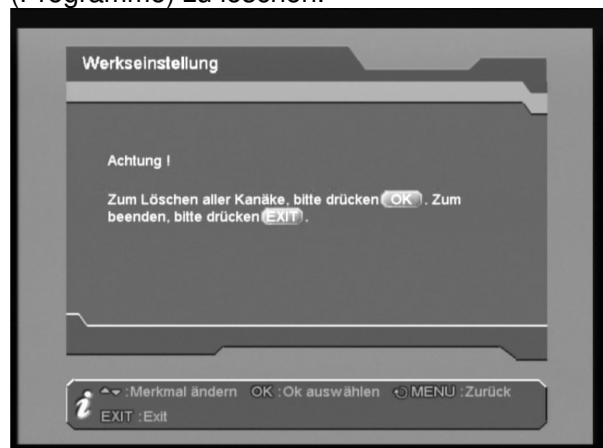 (Programme) zu löschen.
Werkseinstellung
Achtung !
Zum Löschen aller Kanäke, bitte drücken OK . Zum
beenden, bitte drücken EXIT .
:Merkmal ändern OK :Ok auswählen MENU :Zurück
EXIT :Exit